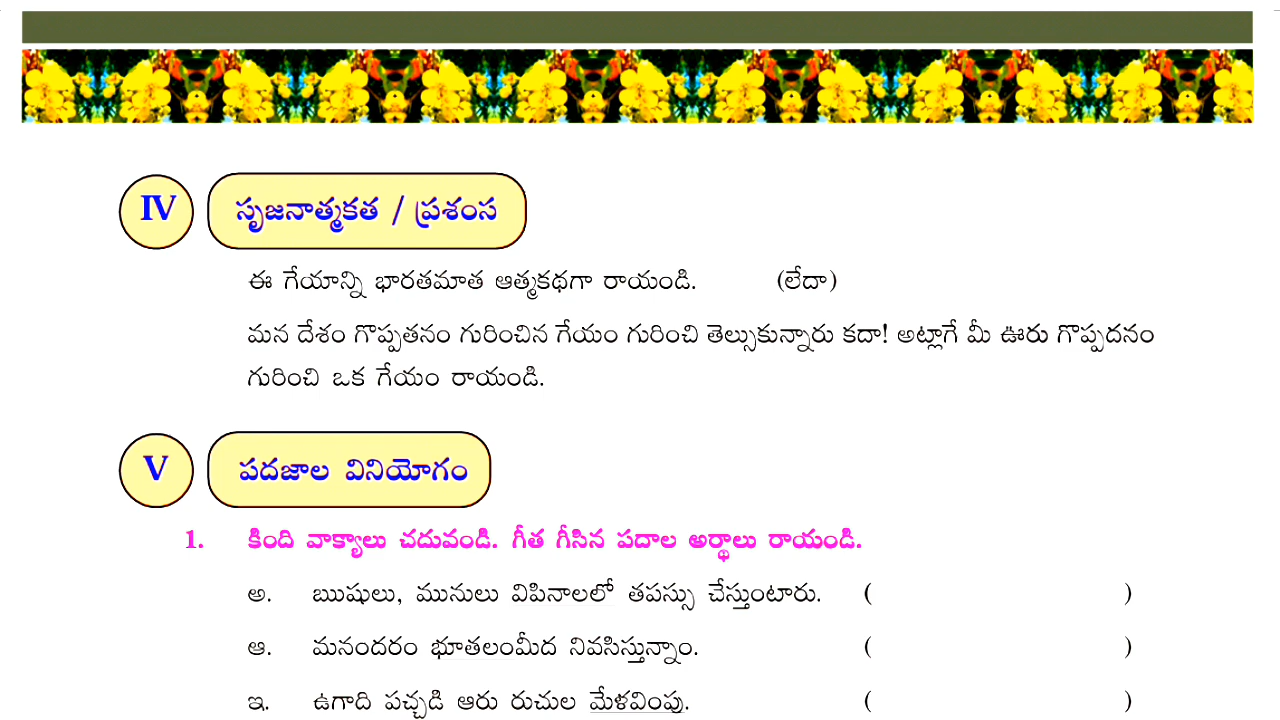 IV సృజనాత్మకత / ప్రశంస
ఈ గేయాన్ని భారతమాత ఆత్మకథగా రాయండి. (లేదా)
మన దేశం గొప్పతనం గురించిన గేయం గురించి తెల్సుకున్నారు కదా! అట్లాగే మీ ఊరు గొప్పదనం
గురించి ఒక గేయం రాయండి.
V పదజాల వినియోగం
1. కింది వాక్యాలు చదువండి. గీత గీసిన పదాల అర్థాలు రాయండి.
అ. ఋషులు, మునులు విపినాలలో తపస్సు చేస్తుంటారు. ( )
ఆ. మనందరం భూతలంమీద నివసిస్తున్నాం. ( )
ఇ. ఉగాది పచ్చడి ఆరు రుచుల మేళవింపు. ( )